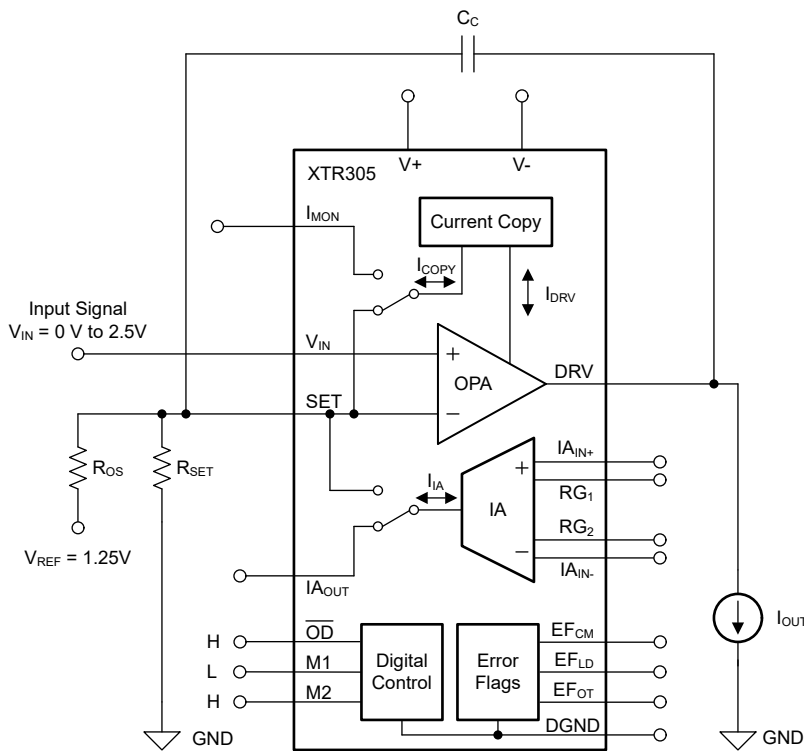 C_C
V+
V-
XTR305
I_MON
Current Copy
I_COPY
I_DRV
Input Signal
V_IN = 0 V to 2.5V
V_IN
+
OPA
DRV
SET
−
R_OS
R_SET
IA_IN+
+
RG_1
I_IA
IA
V_REF = 1.25V
RG_2
−
IA_IN-
IA_OUT
I_OUT
H
O̅D̅
EF_CM
L
M1
Digital
Control
Error
Flags
EF_LD
H
M2
EF_OT
DGND
GND
GND